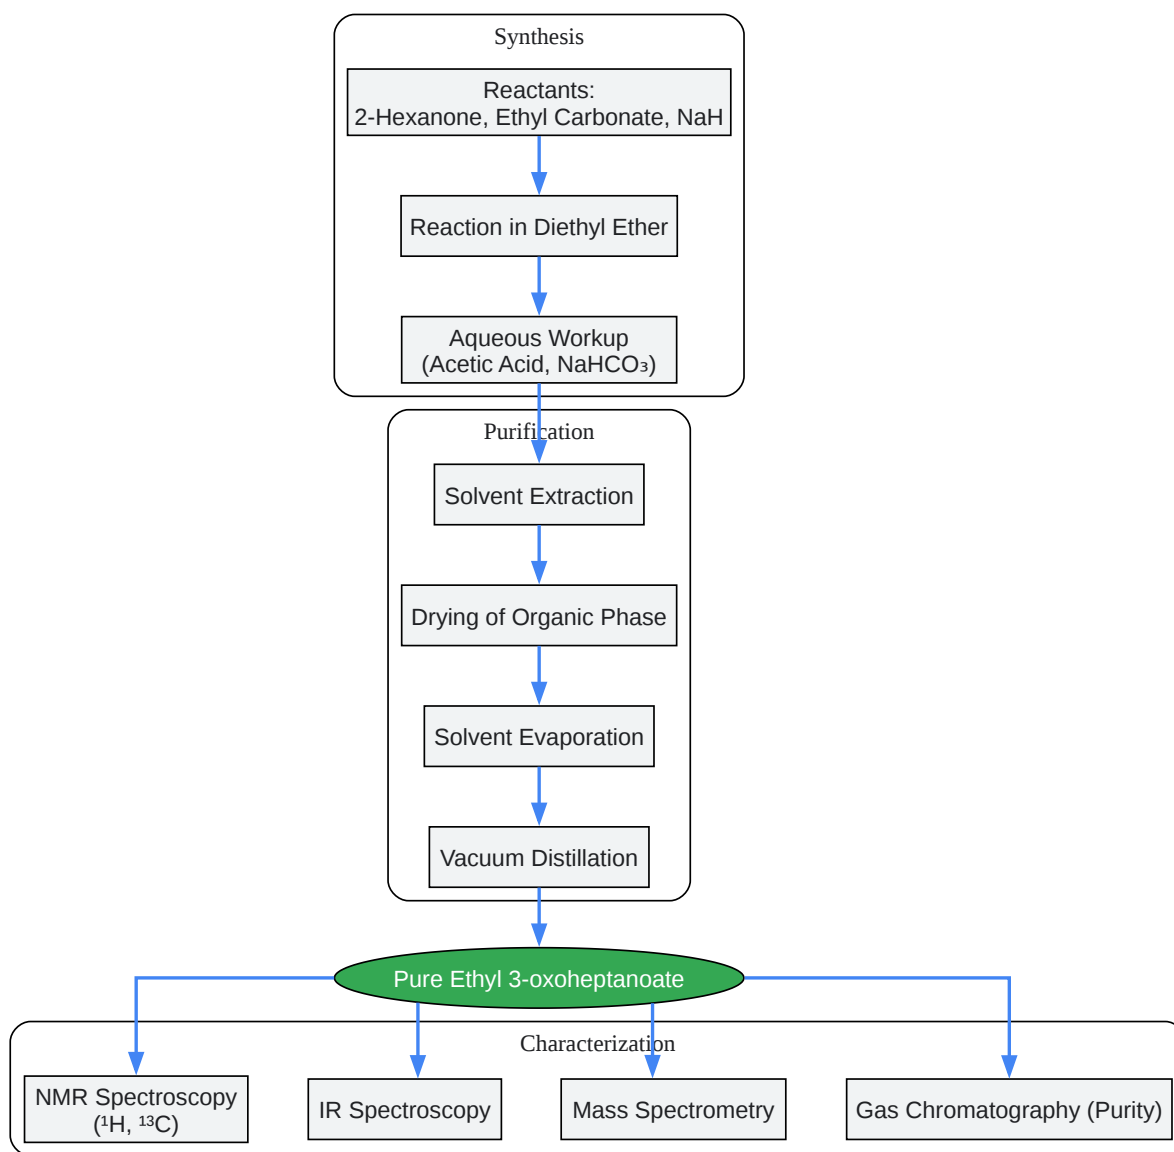 Synthesis
Reactants:
2-Hexanone, Ethyl Carbonate, NaH
Reaction in Diethyl Ether
Aqueous Workup
(Acetic Acid, NaHCO₃)
Purification
Solvent Extraction
Drying of Organic Phase
Solvent Evaporation
Vacuum Distillation
Pure Ethyl 3-oxoheptanoate
Characterization
NMR Spectroscopy
(¹H, ¹³C)
IR Spectroscopy
Mass Spectrometry
Gas Chromatography (Purity)